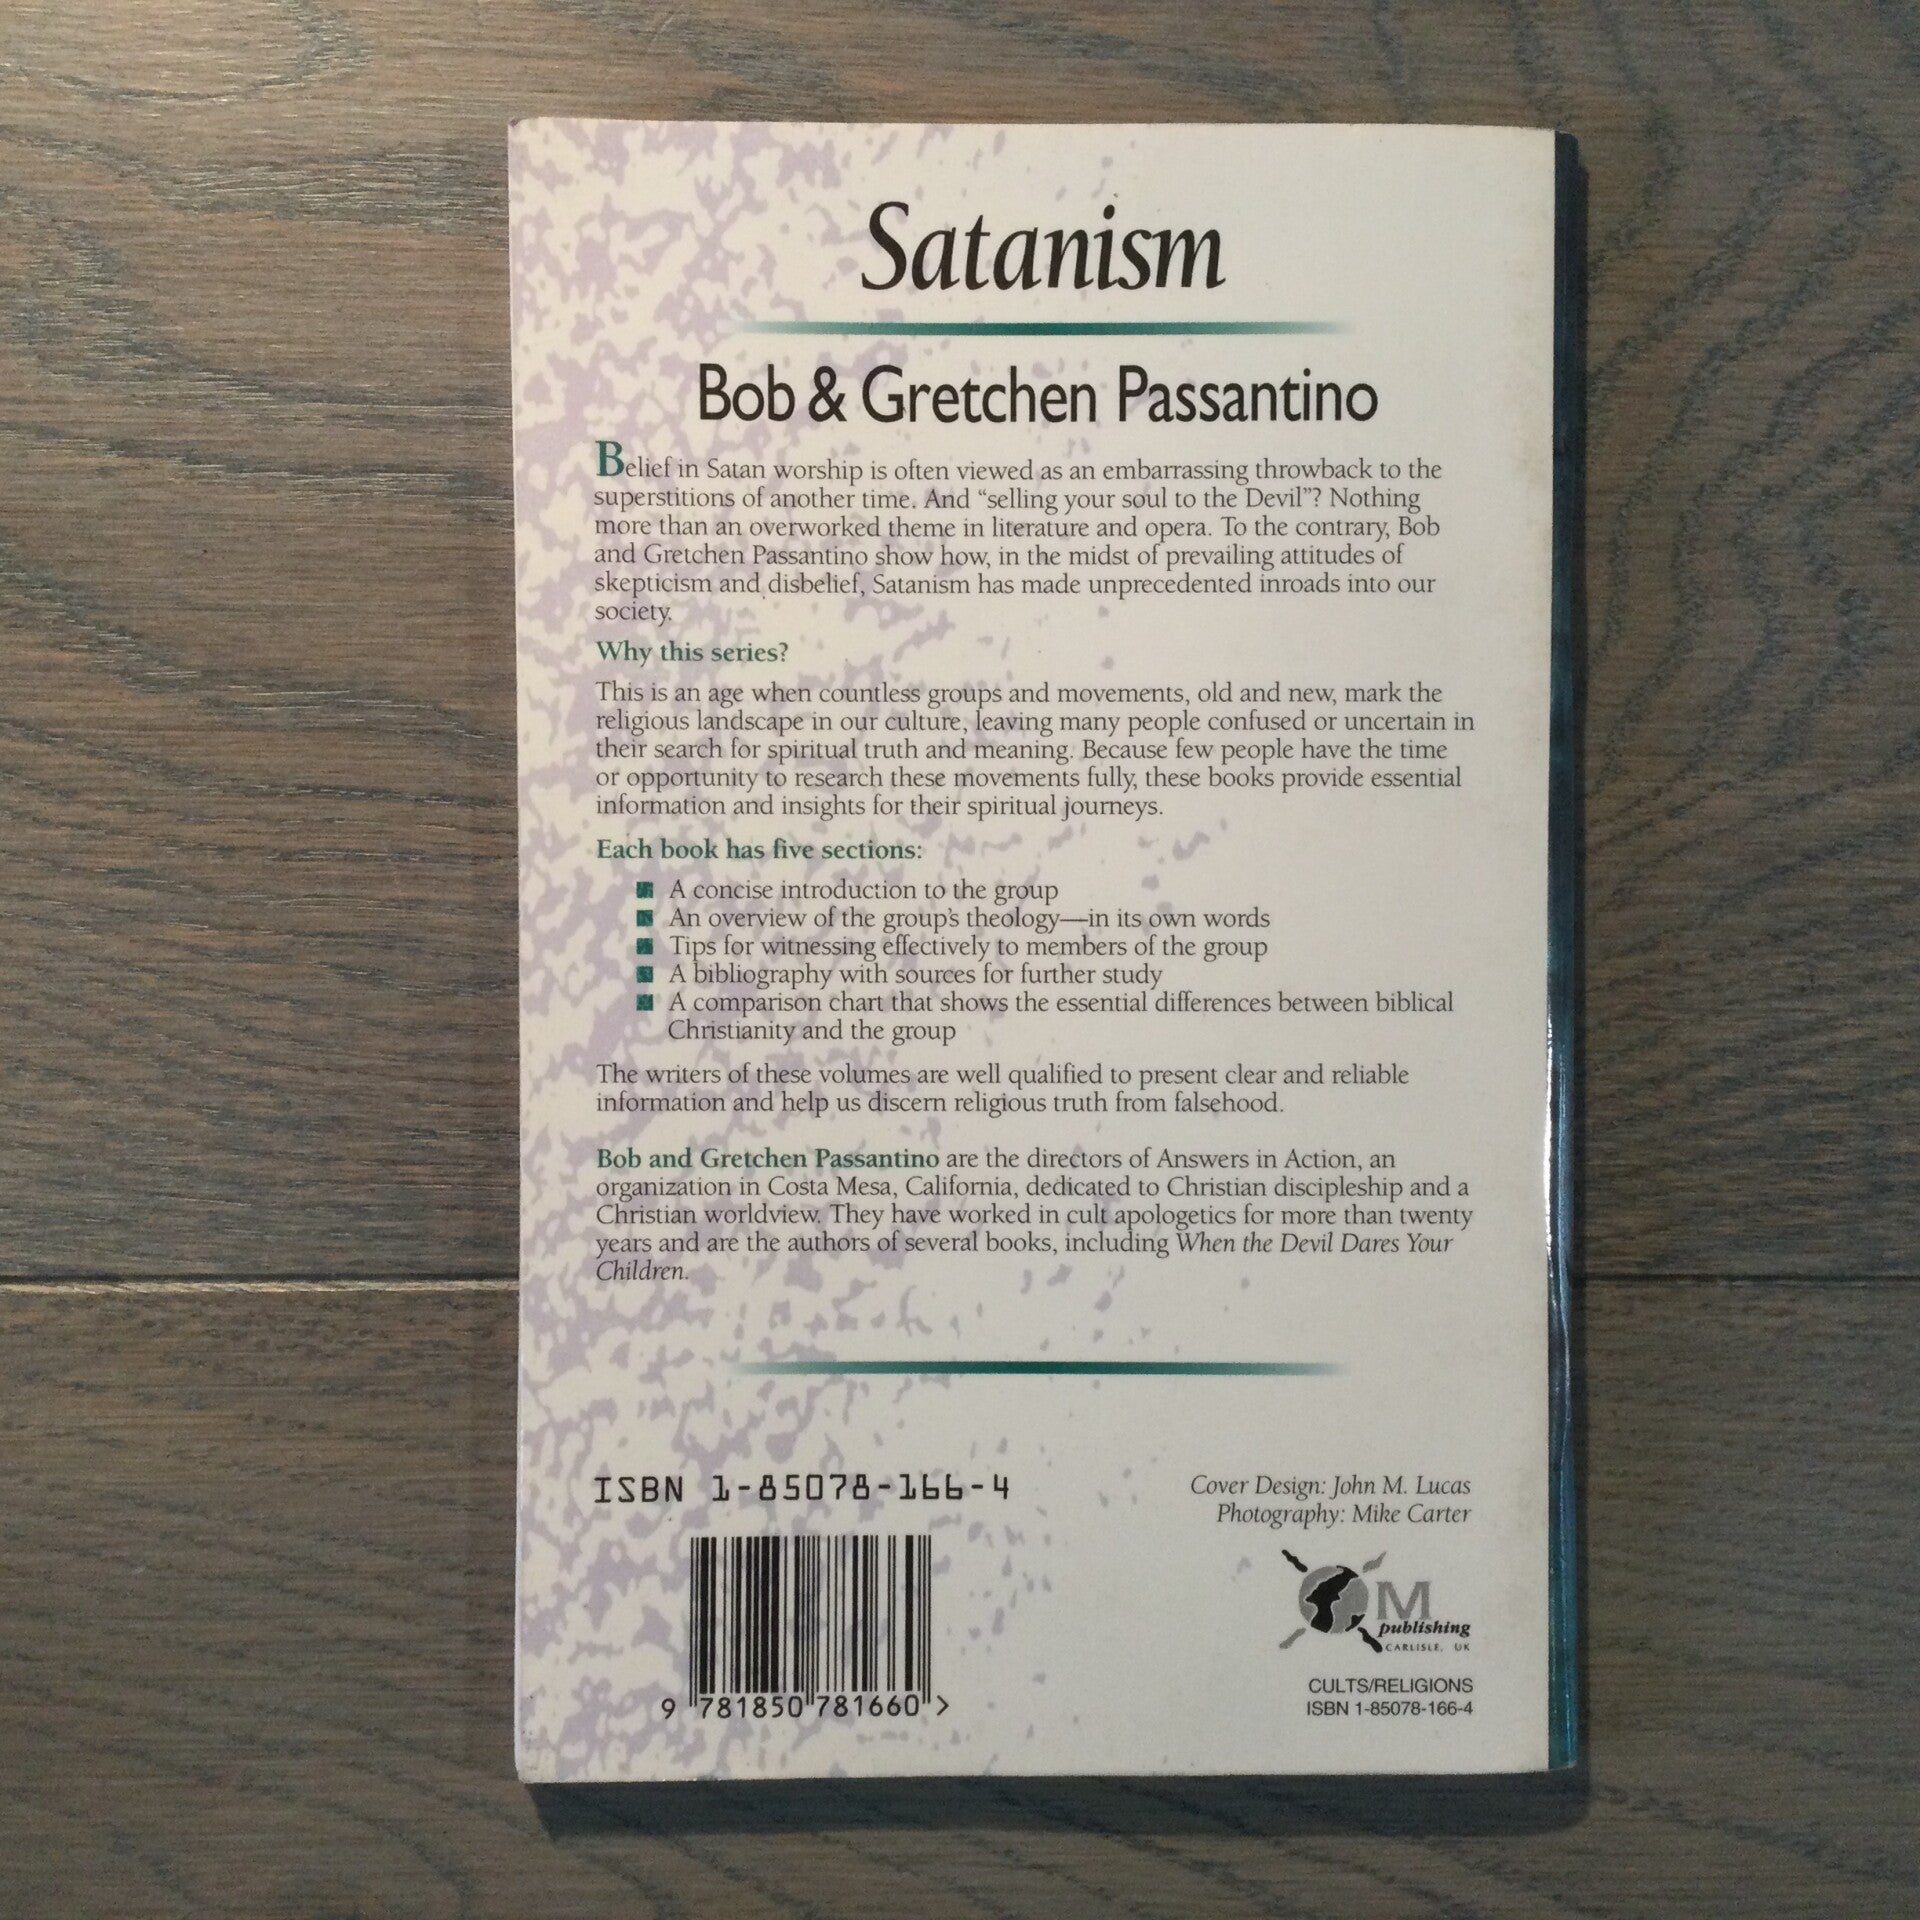 Satanism
Bob & Gretchen Passantino
Belief in Satan worship is often viewed as an embarrassing throwback to the
superstitions of another time. And “selling your soul to the Devil”? Nothing
more than an overworked theme in literature and opera. To the contrary, Bob
and Gretchen Passantino show how, in the midst of prevailing attitudes of
skepticism and disbelief, Satanism has made unprecedented inroads into our
society.
Why this series?
This is an age when countless groups and movements, old and new, mark the
religious landscape in our culture, leaving many people confused or uncertain in
their search for spiritual truth and meaning. Because few people have the time
or opportunity to research these movements fully, these books provide essential
information and insights for their spiritual journeys.
Each book has five sections:
A concise introduction to the group
An overview of the group's theology—in its own words
Tips for witnessing effectively to members of the group
A bibliography with sources for further study
A comparison chart that shows the essential differences between biblical
Christianity and the group
The writers of these volumes are well qualified to present clear and reliable
information and help us discern religious truth from falsehood.
Bob and Gretchen Passantino are the directors of Answers in Action, an
organization in Costa Mesa, California, dedicated to Christian discipleship and a
Christian worldview. They have worked in cult apologetics for more than twenty
years and are the authors of several books, including When the Devil Dares Your
Children.
ISBN 1-85078-166-4
9 781850 781660 >
Cover Design: John M. Lucas
Photography: Mike Carter
OM
publishing
CARLISLE, UK
CULTS/RELIGIONS
ISBN 1-85078-166-4